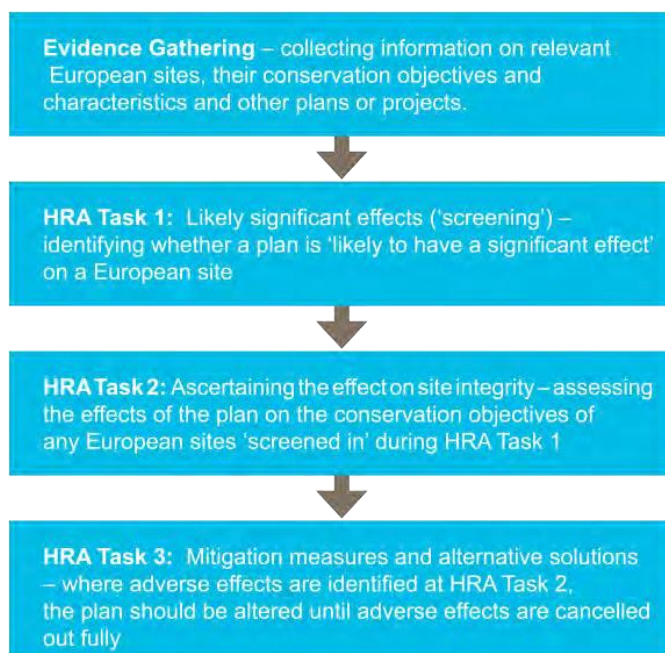 Evidence Gathering – collecting information on relevant
European sites, their conservation objectives and
characteristics and other plans or projects.
HRA Task 1: Likely significant effects (‘screening’) –
identifying whether a plan is ‘likely to have a significant effect’
on a European site
HRA Task 2: Ascertaining the effect on site integrity – assessing
the effects of the plan on the conservation objectives of
any European sites ‘screened in’ during HRA Task 1
HRA Task 3: Mitigation measures and alternative solutions
– where adverse effects are identified at HRA Task 2,
the plan should be altered until adverse effects are cancelled
out fully